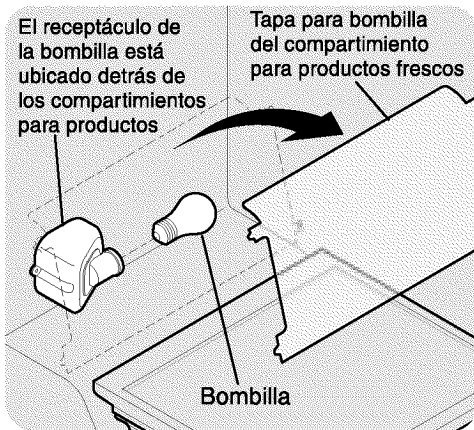 El receptáculo de
la bombilla está
ubicado detrás de
los compartimientos
para productos
Tapa para bombilla
del compartimiento
para productos frescos
Bombilla